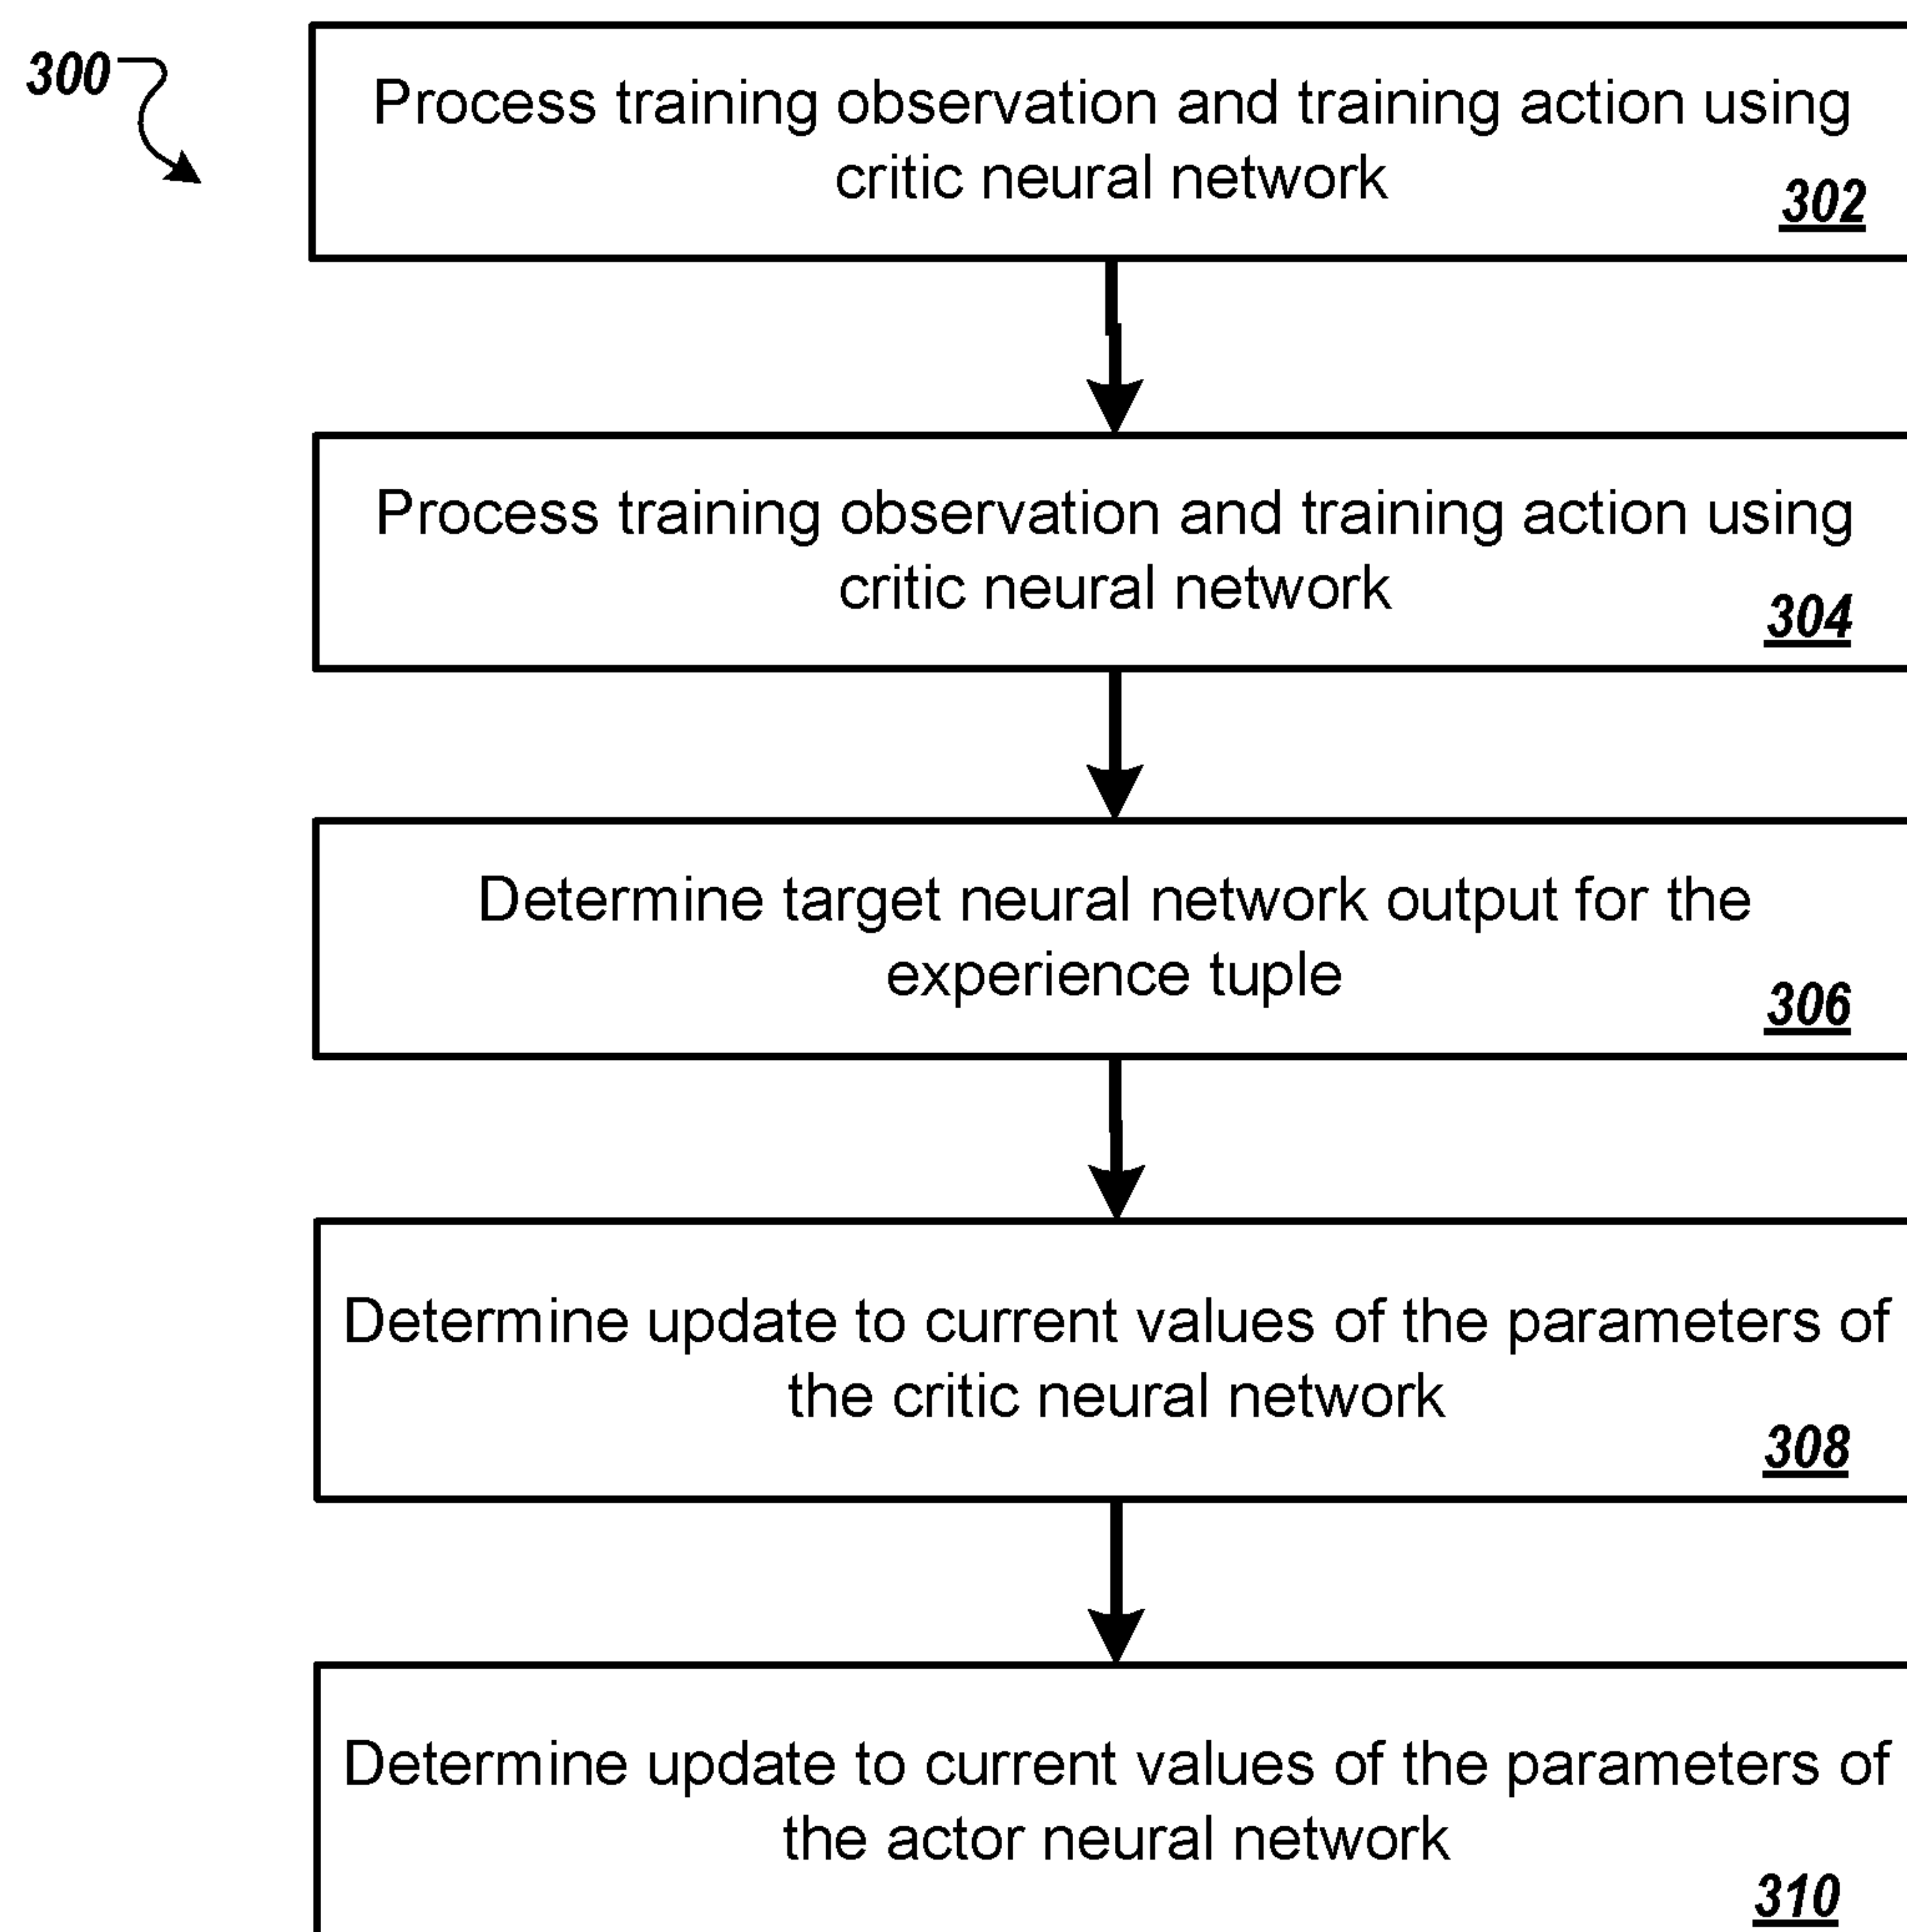 300
Process training observation and training action using
critic neural network
302
Process training observation and training action using
critic neural network
304
Determine target neural network output for the
experience tuple
306
Determine update to current values of the parameters of
the critic neural network
308
Determine update to current values of the parameters of
the actor neural network
310